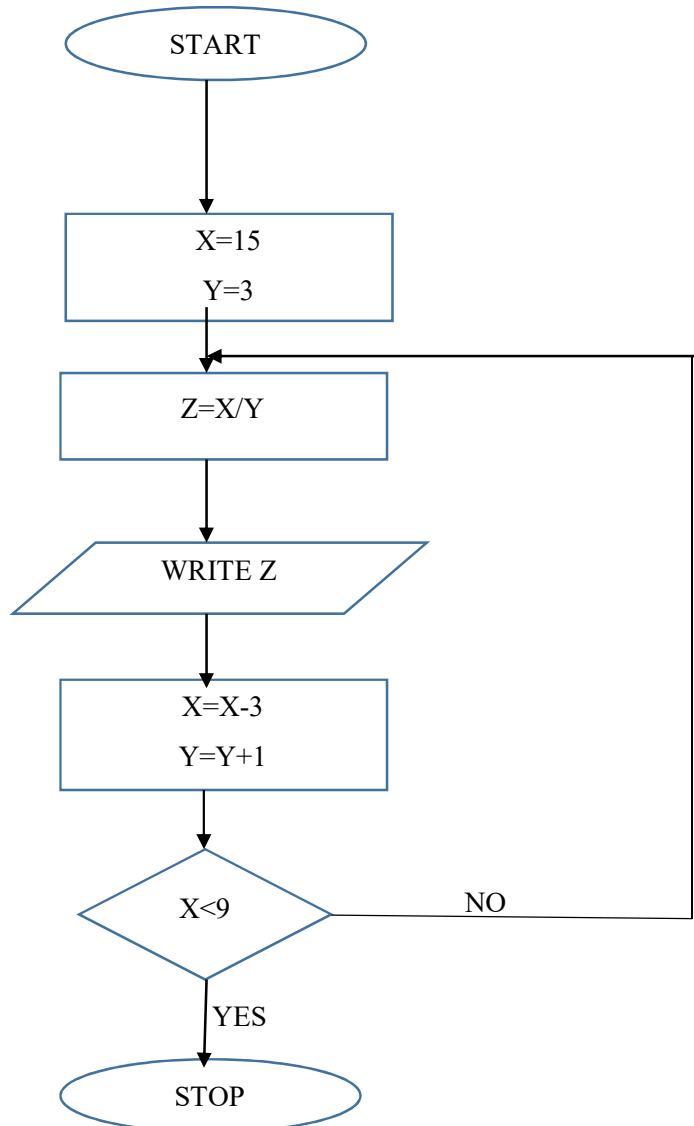 START
X=15
Y=3
Z=X/Y
WRITE Z
X=X-3
Y=Y+1
X<9
NO
YES
STOP